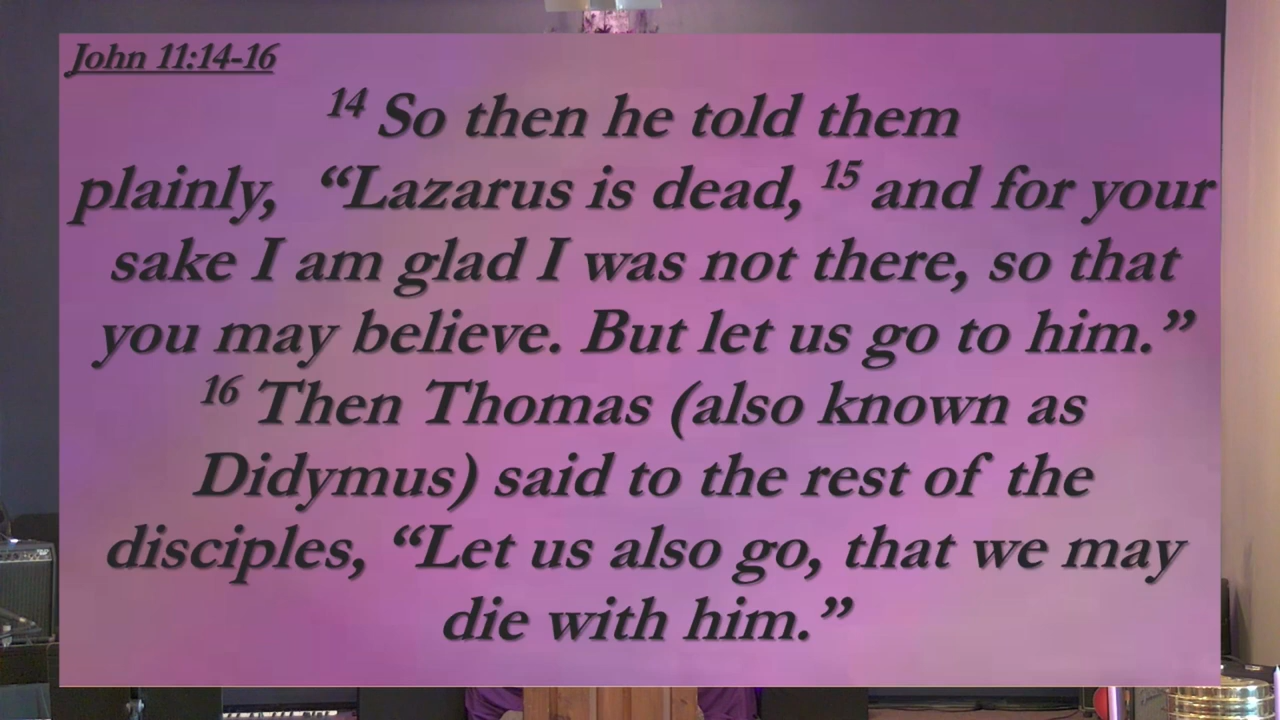 John 11:14-16
14 So then he told them
plainly, “Lazarus is dead, 15 and for your
sake I am glad I was not there, so that
you may believe. But let us go to him.”
16 Then Thomas (also known as
Didymus) said to the rest of the
disciples, “Let us also go, that we may
die with him.”